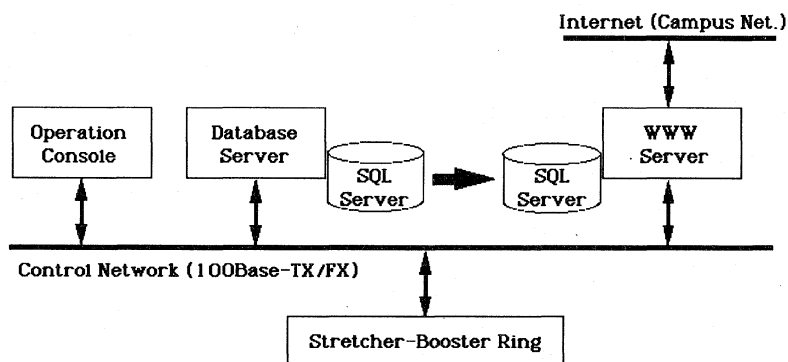 Internet (Campus Net.)
Operation
Console
Database
Server
SQL
Server
SQL
Server
WWW
Server
Control Network (100Base-TX/FX)
Stretcher-Booster Ring